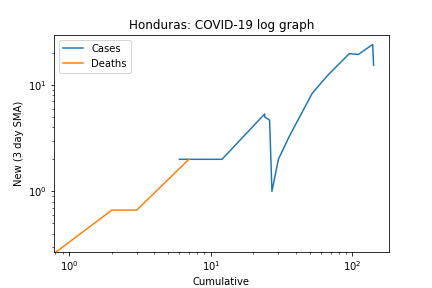 Honduras: COVID-19 log graph
Cases
Deaths
New (3 day SMA)
10¹
10⁰
10⁰ 10¹ 10²
Cumulative